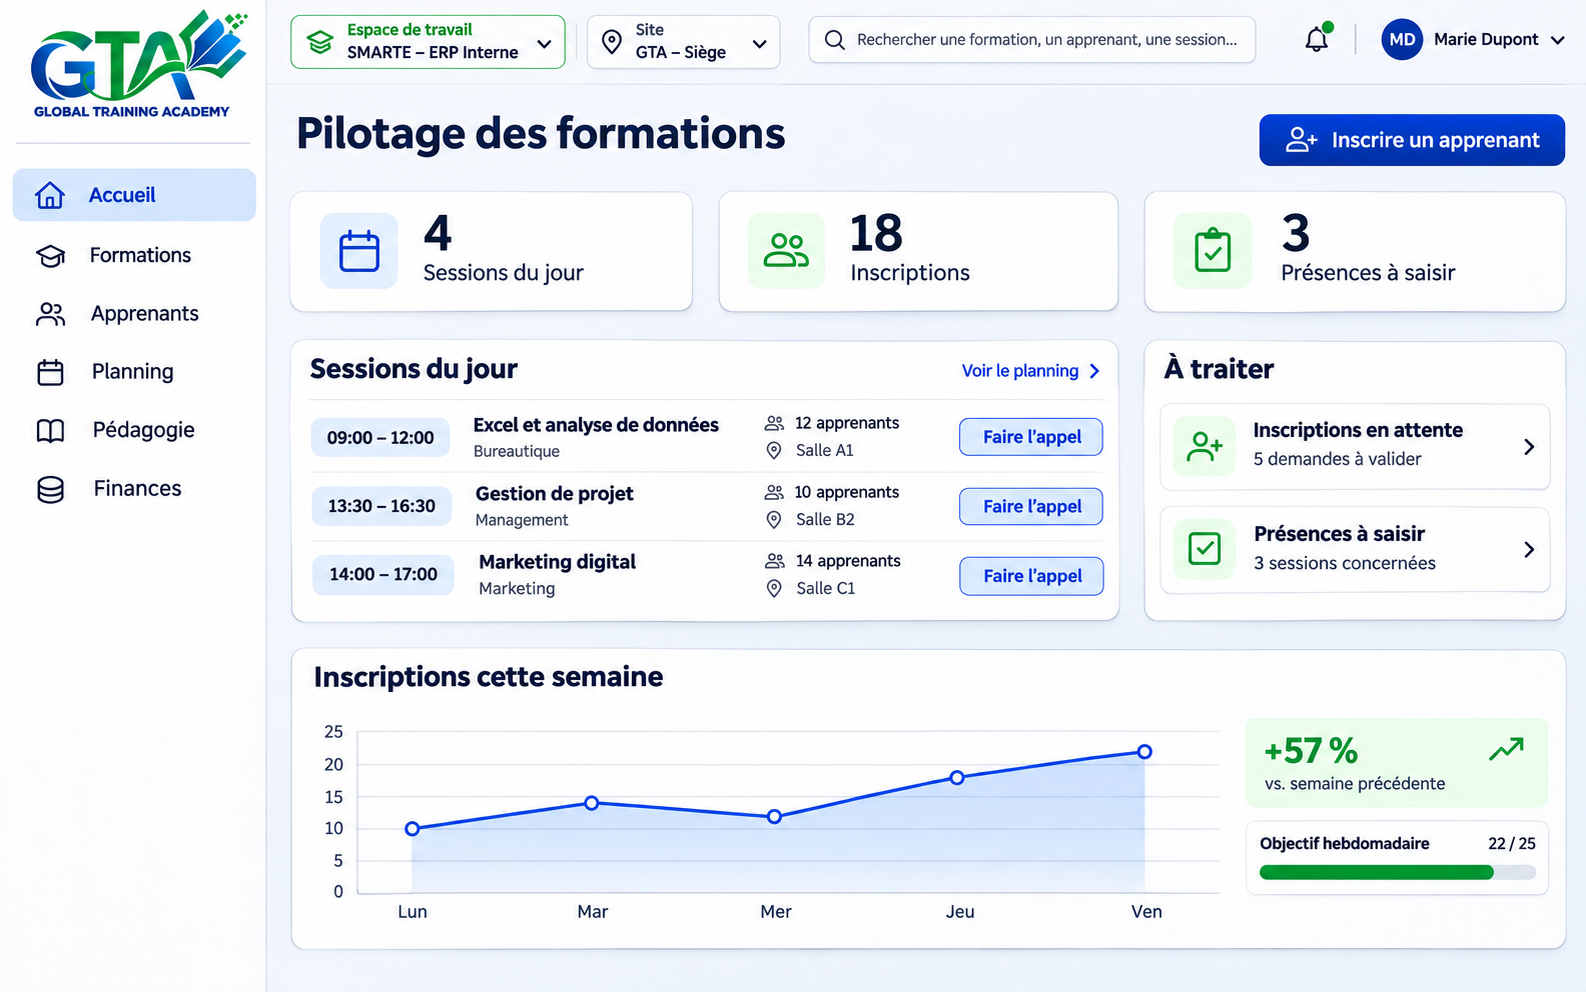 GTA
GLOBAL TRAINING ACADEMY
Accueil
Formations
Apprenants
Planning
Pédagogie
Finances
Espace de travail
SMARTE – ERP Interne
Site
GTA – Siège
Rechercher une formation, un apprenant, une session...
MD
Marie Dupont
Pilotage des formations
Inscrire un apprenant
4
Sessions du jour
18
Inscriptions
3
Présences à saisir
Sessions du jour
Voir le planning
09:00 – 12:00
Excel et analyse de données
Bureautique
12 apprenants
Salle A1
Faire l'appel
13:30 – 16:30
Gestion de projet
Management
10 apprenants
Salle B2
Faire l'appel
14:00 – 17:00
Marketing digital
Marketing
14 apprenants
Salle C1
Faire l'appel
À traiter
Inscriptions en attente
5 demandes à valider
Présences à saisir
3 sessions concernées
Inscriptions cette semaine
25
20
15
10
5
0
Lun
Mar
Mer
Jeu
Ven
+57 %
vs. semaine précédente
Objectif hebdomadaire
22 / 25